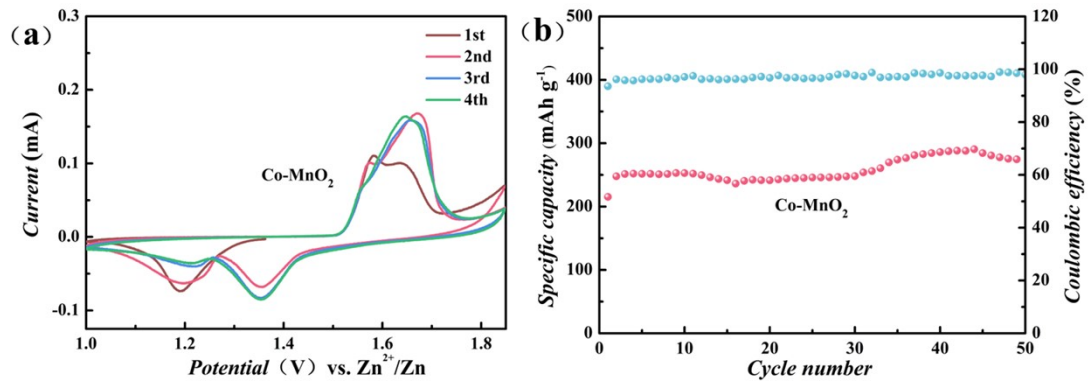 (a)
0.3
0.2
0.1
0.0
-0.1
Current (mA)
1st
2nd
3rd
4th
Co-MnO2
1.0 1.2 1.4 1.6 1.8
Potential (V) vs. Zn2+/Zn
(b)
500
400
300
200
100
0
Specific capacity (mAh g-1)
Co-MnO2
120
100
80
60
40
20
0
Coulombic efficiency (%)
0 10 20 30 40 50
Cycle number